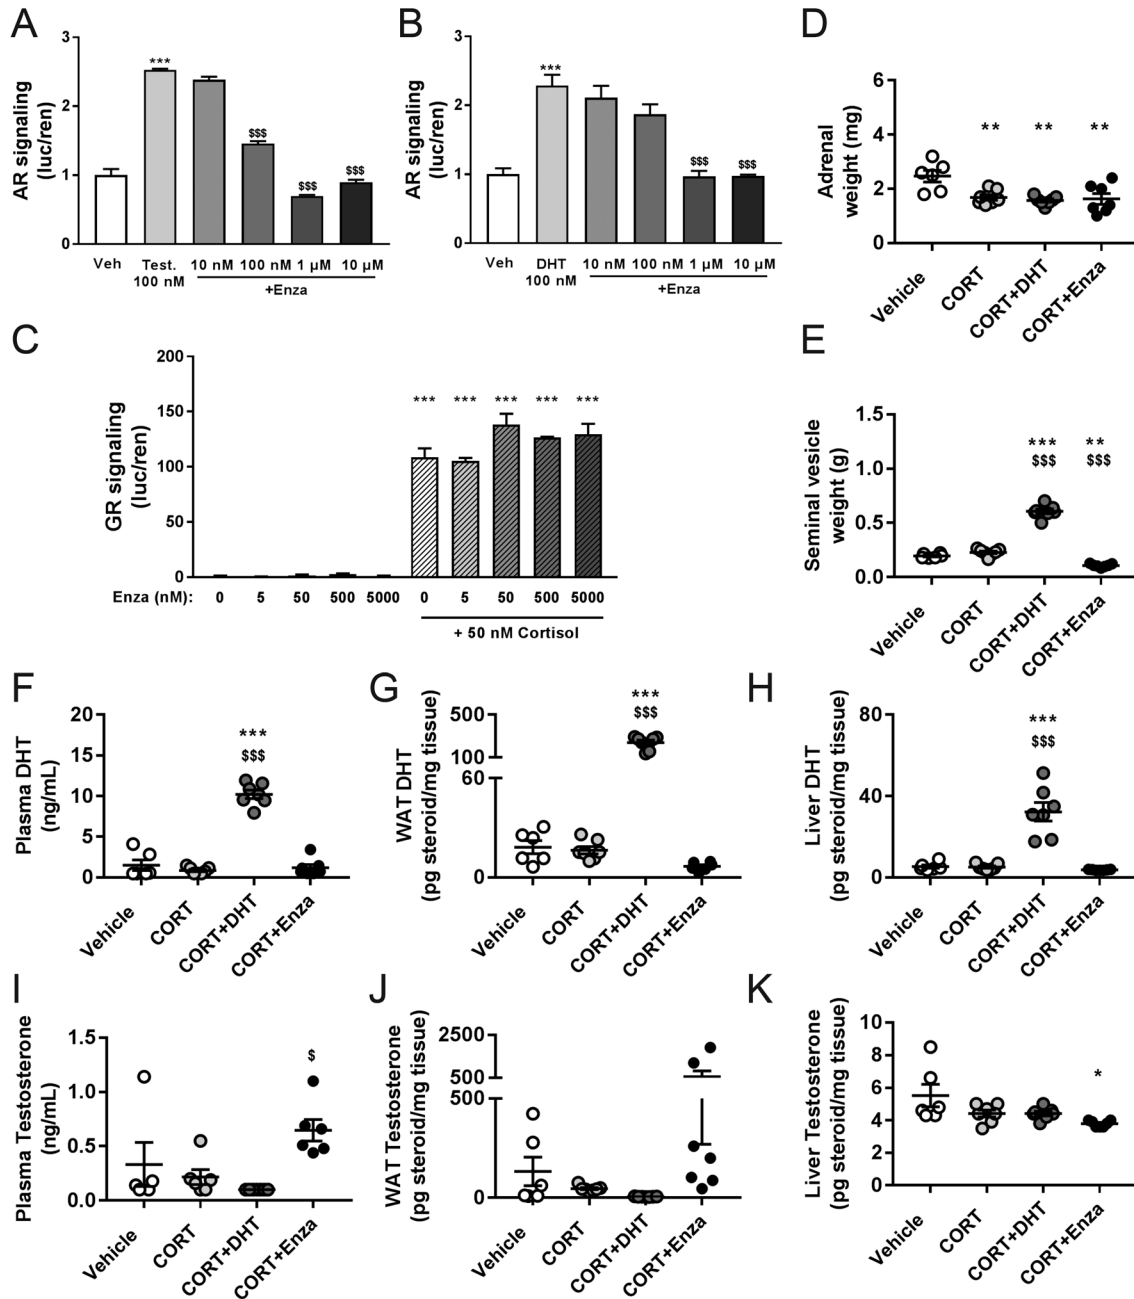 A
AR signaling
(luc/ren)
3
2
1
0
***
$$$
$$$
$$$
Veh
Test.
100 nM
10 nM
100 nM
1 µM
10 µM
+Enza
B
AR signaling
(luc/ren)
3
2
1
0
***
$$$
$$$
Veh
DHT
100 nM
10 nM
100 nM
1 µM
10 µM
+Enza
C
GR signaling
(luc/ren)
200
150
100
50
0
***
***
***
***
***
Enza (nM):
0
5
50
500
5000
0
5
50
500
5000
+ 50 nM Cortisol
D
Adrenal
weight (mg)
6
4
2
0
**
**
**
Vehicle
CORT
CORT+DHT
CORT+Enza
E
Seminal vesicle
weight (g)
1.5
1.0
0.5
0.0
***
$$$
**
$$$
Vehicle
CORT
CORT+DHT
CORT+Enza
F
Plasma DHT
(ng/mL)
20
15
10
5
0
***
$$$
Vehicle
CORT
CORT+DHT
CORT+Enza
G
WAT DHT
(pg steroid/mg tissue)
500
100
60
0
***
$$$
Vehicle
CORT
CORT+DHT
CORT+Enza
H
Liver DHT
(pg steroid/mg tissue)
80
40
0
***
$$$
Vehicle
CORT
CORT+DHT
CORT+Enza
I
Plasma Testosterone
(ng/mL)
1.5
1.0
0.5
0.0
$
Vehicle
CORT
CORT+DHT
CORT+Enza
J
WAT Testosterone
(pg steroid/mg tissue)
2500
500
500
0
Vehicle
CORT
CORT+DHT
CORT+Enza
K
Liver Testosterone
(pg steroid/mg tissue)
10
8
6
4
2
0
*
Vehicle
CORT
CORT+DHT
CORT+Enza